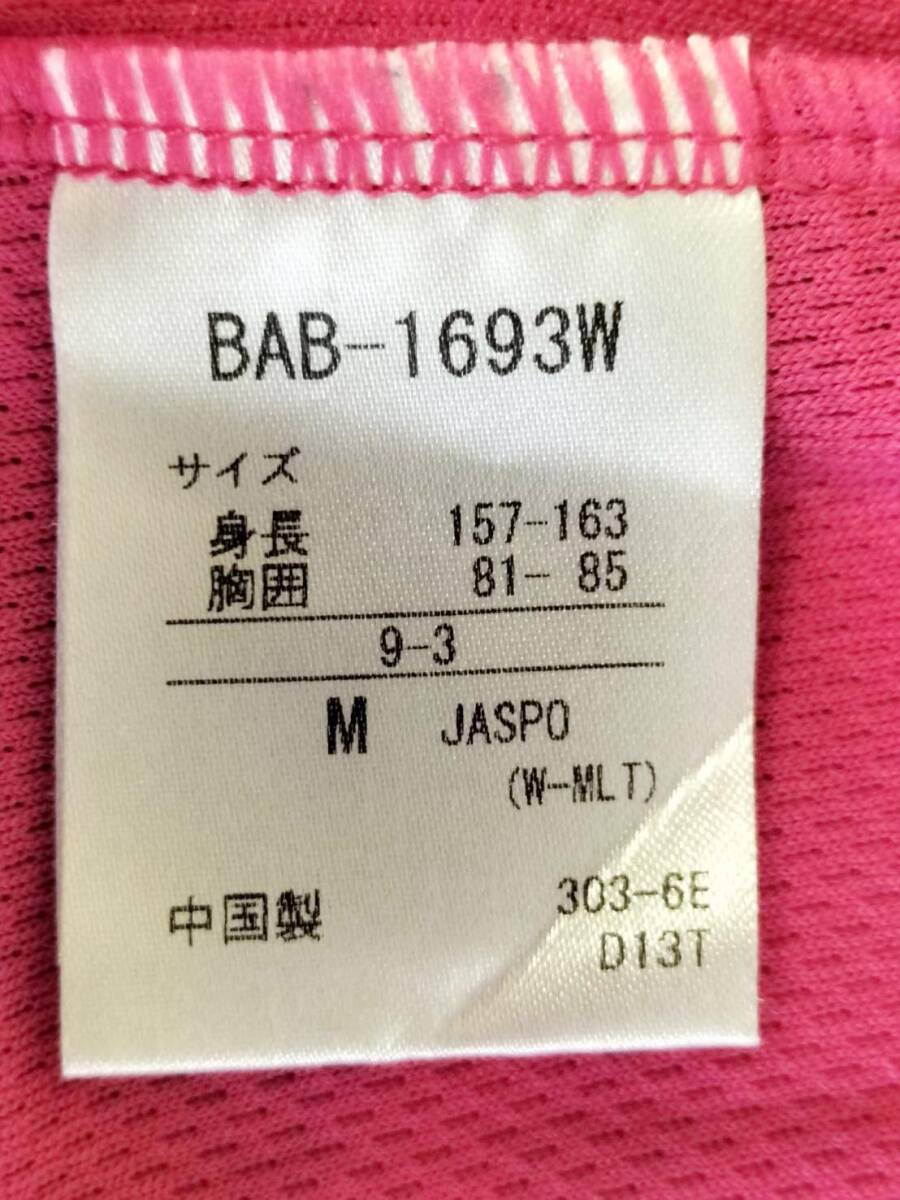 BAB-1693W
サイズ
身長 157-163
胸囲 81- 85
9-3
M JASPO
(W-MLT)
中国製 303-6E
D13T